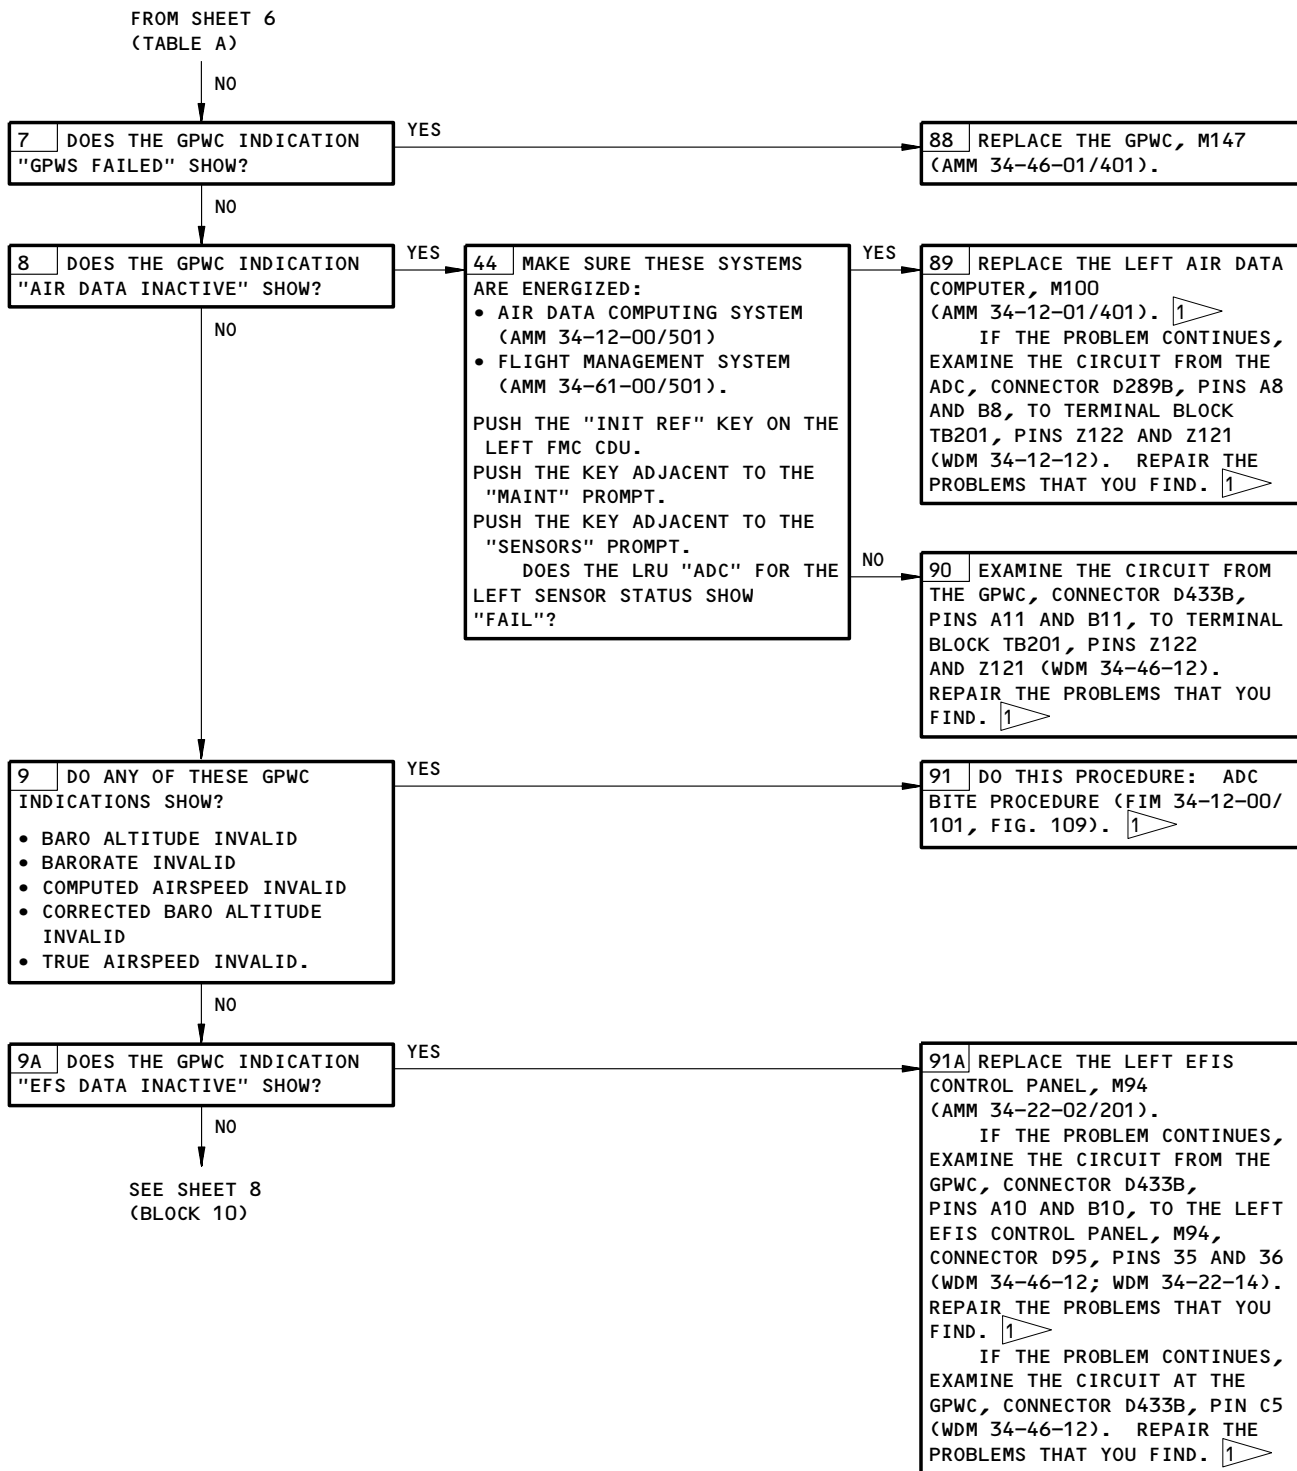 FROM SHEET 6
(TABLE A)
NO
7 DOES THE GPWC INDICATION
"GPWS FAILED" SHOW?
YES
88 REPLACE THE GPWC, M147
(AMM 34-46-01/401).
NO
8 DOES THE GPWC INDICATION
"AIR DATA INACTIVE" SHOW?
YES
44 MAKE SURE THESE SYSTEMS
ARE ENERGIZED:
• AIR DATA COMPUTING SYSTEM
(AMM 34-12-00/501)
• FLIGHT MANAGEMENT SYSTEM
(AMM 34-61-00/501).
PUSH THE "INIT REF" KEY ON THE
LEFT FMC CDU.
PUSH THE KEY ADJACENT TO THE
"MAINT" PROMPT.
PUSH THE KEY ADJACENT TO THE
"SENSORS" PROMPT.
DOES THE LRU "ADC" FOR THE
LEFT SENSOR STATUS SHOW
"FAIL"?
YES
89 REPLACE THE LEFT AIR DATA
COMPUTER, M100
(AMM 34-12-01/401). 1
IF THE PROBLEM CONTINUES,
EXAMINE THE CIRCUIT FROM THE
ADC, CONNECTOR D289B, PINS A8
AND B8, TO TERMINAL BLOCK
TB201, PINS Z122 AND Z121
(WDM 34-12-12). REPAIR THE
PROBLEMS THAT YOU FIND. 1
NO
90 EXAMINE THE CIRCUIT FROM
THE GPWC, CONNECTOR D433B,
PINS A11 AND B11, TO TERMINAL
BLOCK TB201, PINS Z122
AND Z121 (WDM 34-46-12).
REPAIR THE PROBLEMS THAT YOU
FIND. 1
NO
9 DO ANY OF THESE GPWC
INDICATIONS SHOW?
• BARO ALTITUDE INVALID
• BARORATE INVALID
• COMPUTED AIRSPEED INVALID
• CORRECTED BARO ALTITUDE
INVALID
• TRUE AIRSPEED INVALID.
YES
91 DO THIS PROCEDURE: ADC
BITE PROCEDURE (FIM 34-12-00/
101, FIG. 109). 1
NO
9A DOES THE GPWC INDICATION
"EFS DATA INACTIVE" SHOW?
YES
91A REPLACE THE LEFT EFIS
CONTROL PANEL, M94
(AMM 34-22-02/201).
IF THE PROBLEM CONTINUES,
EXAMINE THE CIRCUIT FROM THE
GPWC, CONNECTOR D433B,
PINS A10 AND B10, TO THE LEFT
EFIS CONTROL PANEL, M94,
CONNECTOR D95, PINS 35 AND 36
(WDM 34-46-12; WDM 34-22-14).
REPAIR THE PROBLEMS THAT YOU
FIND. 1
IF THE PROBLEM CONTINUES,
EXAMINE THE CIRCUIT AT THE
GPWC, CONNECTOR D433B, PIN C5
(WDM 34-46-12). REPAIR THE
PROBLEMS THAT YOU FIND. 1
NO
SEE SHEET 8
(BLOCK 10)